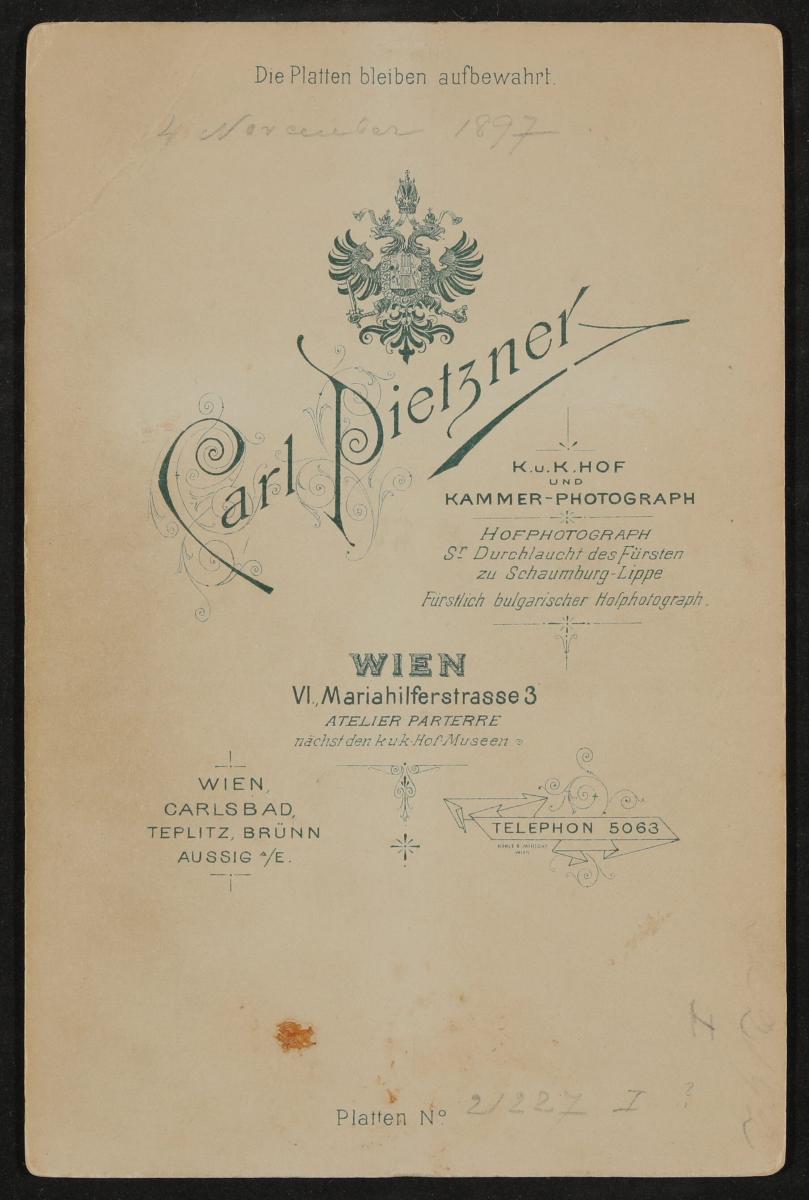 Die Platten bleiben aufbewahrt.
4 November 1897
Carl Pietzner
K.u.K. HOF
UND
KAMMER-PHOTOGRAPH
HOFPHOTOGRAPH
Sr. Durchlaucht des Fürsten
zu Schaumburg-Lippe
Fürstlich bulgarischer Hofphotograph.
WIEN
VI., Mariahilferstrasse 3
ATELIER PARTERRE
nächst den k.u.k. Hof-Museen
WIEN,
CARLSBAD,
TEPLITZ, BRÜNN
AUSSIG a/E.
TELEPHON 5063
WIEN
Platten No. 21227 I ?